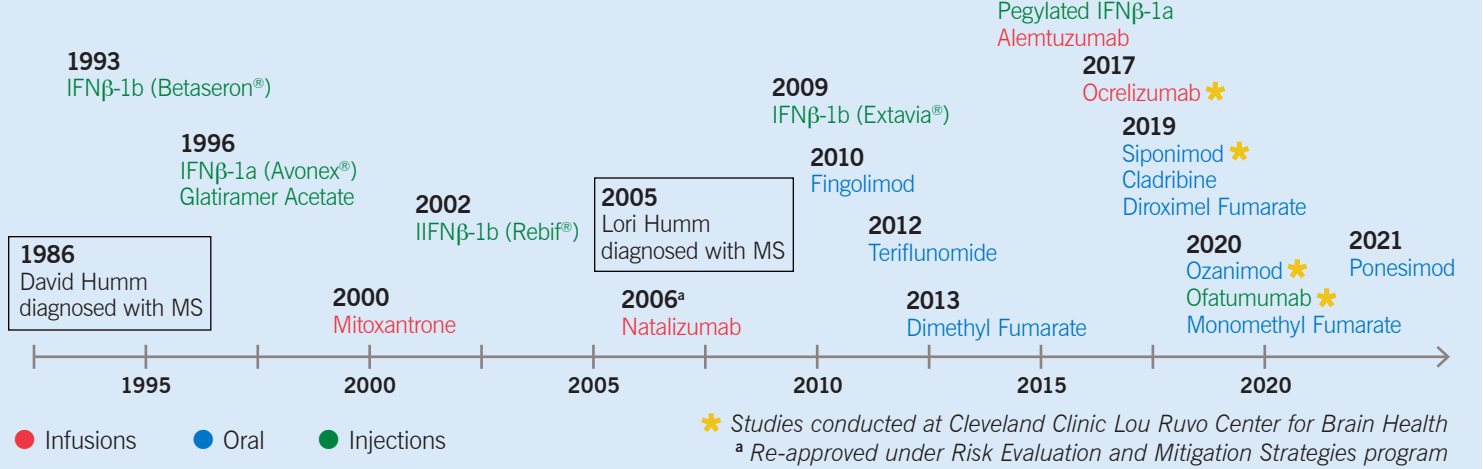 Pegylated IFNβ-1a
Alemtuzumab
1993
IFNβ-1b (Betaseron®)
2017
Ocrelizumab *
2009
IFNβ-1b (Extavia®)
2019
Siponimod *
Cladribine
Diroximel Fumarate
1996
IFNβ-1a (Avonex®)
Glatiramer Acetate
2010
Fingolimod
2002
IIFNβ-1b (Rebif®)
2005
Lori Humm
diagnosed with MS
2012
Teriflunomide
1986
David Humm
diagnosed with MS
2020
Ozanimod *
Ofatumumab *
Monomethyl Fumarate
2021
Ponesimod
2000
Mitoxantrone
2006ᵃ
Natalizumab
2013
Dimethyl Fumarate
1995 2000 2005 2010 2015 2020
Infusions Oral Injections
* Studies conducted at Cleveland Clinic Lou Ruvo Center for Brain Health
ᵃ Re-approved under Risk Evaluation and Mitigation Strategies program